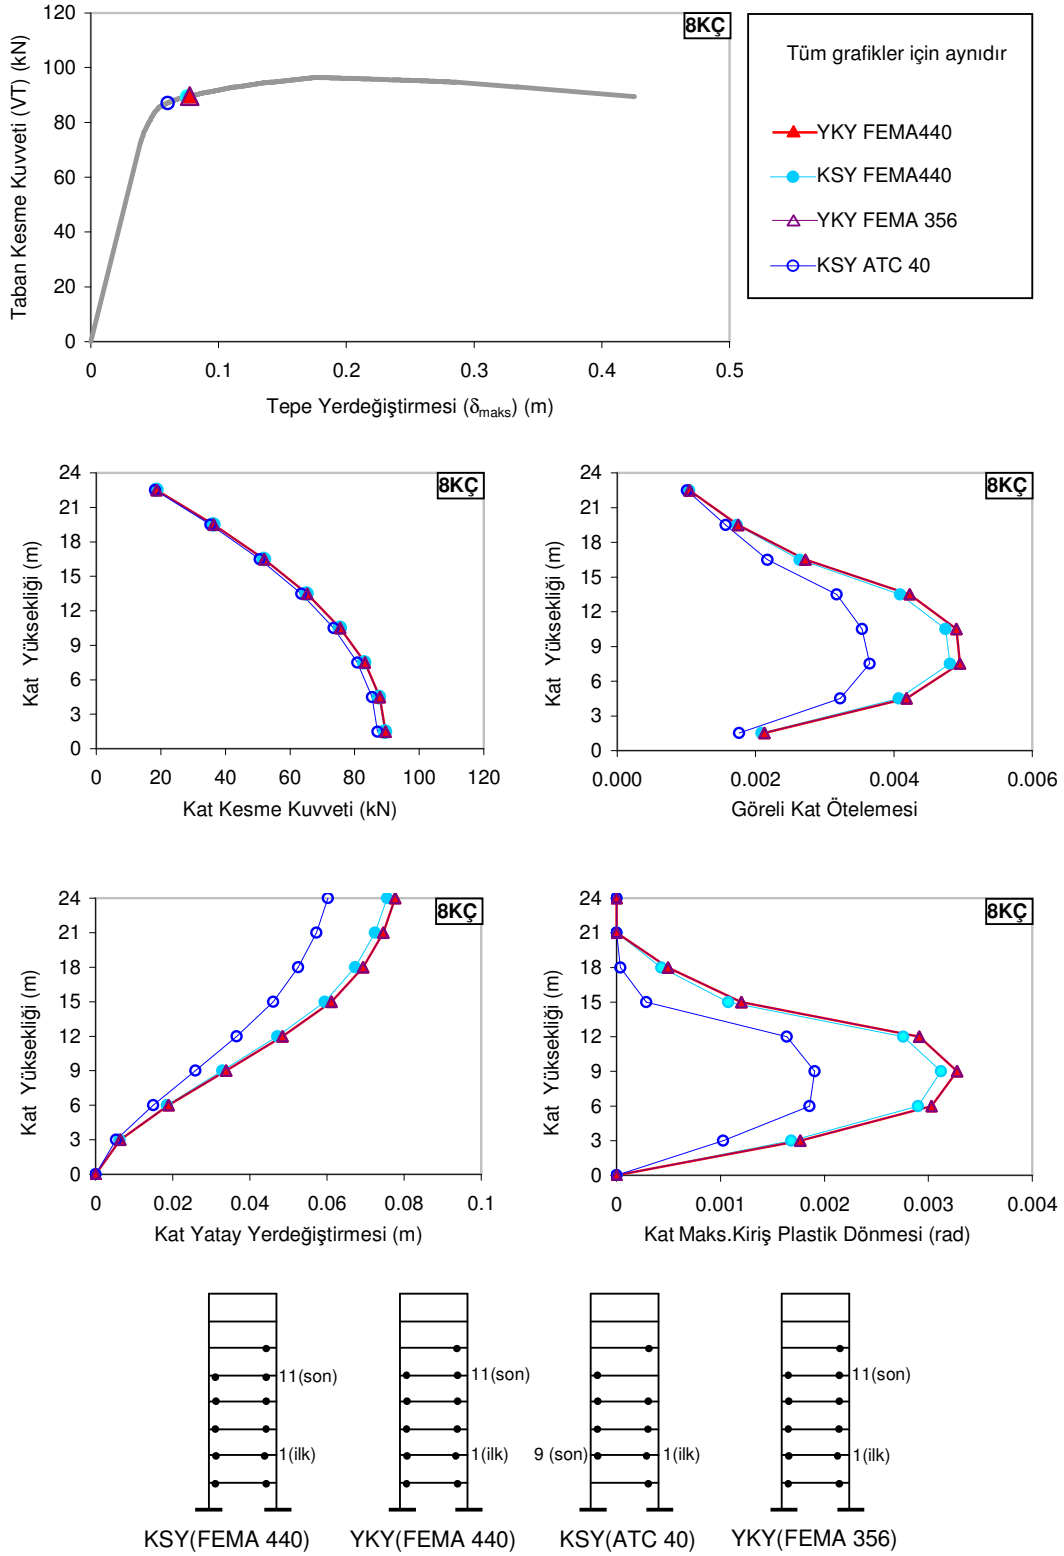 120
100
80
60
40
20
0
Taban Kesme Kuvveti (VT) (kN)
8KÇ
0 0.1 0.2 0.3 0.4 0.5
Tepe Yerdeğiştirmesi (δmaks) (m)
Tüm grafikler için aynıdır
YKY FEMA440
KSY FEMA440
YKY FEMA 356
KSY ATC 40
24
21
18
15
12
9
6
3
0
Kat Yüksekliği (m)
8KÇ
0 20 40 60 80 100 120
Kat Kesme Kuvveti (kN)
24
21
18
15
12
9
6
3
0
Kat Yüksekliği (m)
8KÇ
0.000 0.002 0.004 0.006
Göreli Kat Ötelemesi
24
21
18
15
12
9
6
3
0
Kat Yüksekliği (m)
8KÇ
0 0.02 0.04 0.06 0.08 0.1
Kat Yatay Yerdeğiştirmesi (m)
24
21
18
15
12
9
6
3
0
Kat Yüksekliği (m)
8KÇ
0 0.001 0.002 0.003 0.004
Kat Maks.Kiriş Plastik Dönmesi (rad)
11(son)
1(ilk)
KSY(FEMA 440)
11(son)
1(ilk)
YKY(FEMA 440)
9 (son)
1(ilk)
KSY(ATC 40)
11(son)
1(ilk)
YKY(FEMA 356)